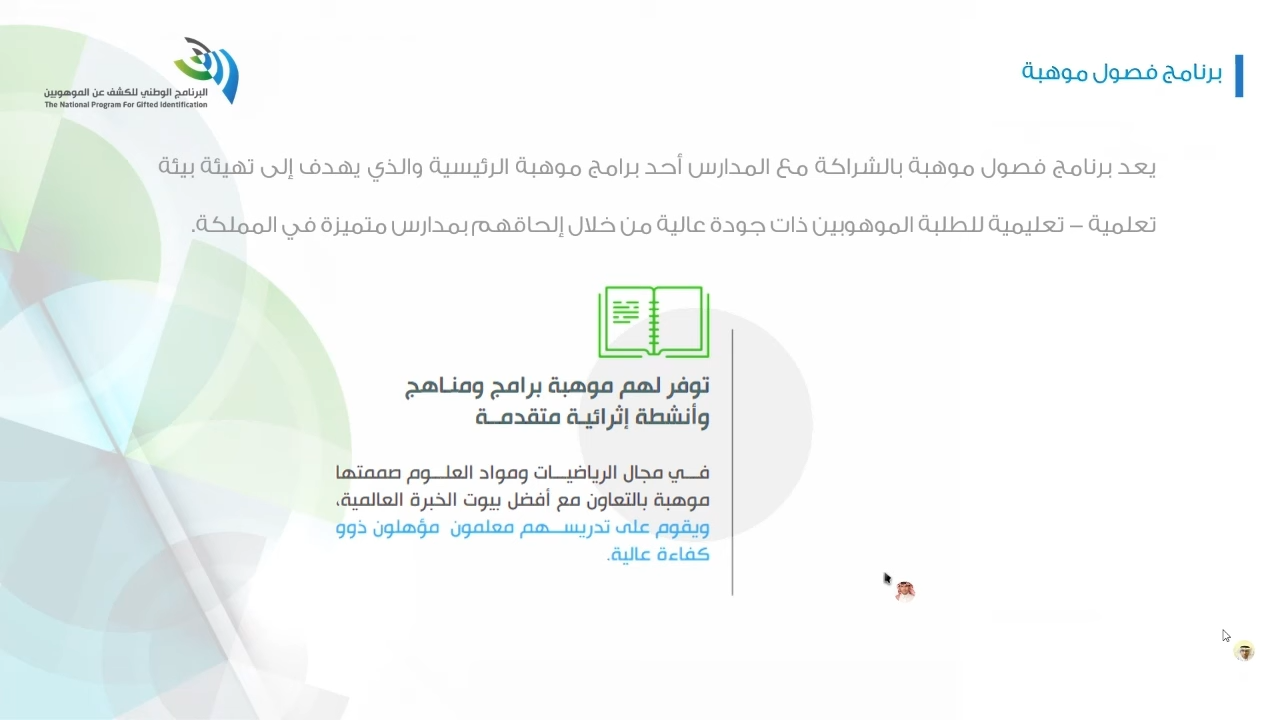 برنامج فصول موهبة
البرنامج الوطني للكشف عن الموهوبين
The National Program For Gifted Identification
يعد برنامج فصول موهبة بالشراكة مع المدارس أحد برامج موهبة الرئيسية والذي يهدف إلى تهيئة بيئة
تعلمية – تعليمية للطلبة الموهوبين ذات جودة عالية من خلال إلحاقهم بمدارس متميزة في المملكة.
توفر لهم موهبة برامج ومناهج
وأنشطة إثرائية متقدمة
في مجال الرياضيات ومواد العلوم صممتها
موهبة بالتعاون مع أفضل بيوت الخبرة العالمية،
ويقوم على تدريسهم معلمون مؤهلون ذوو
كفاءة عالية.